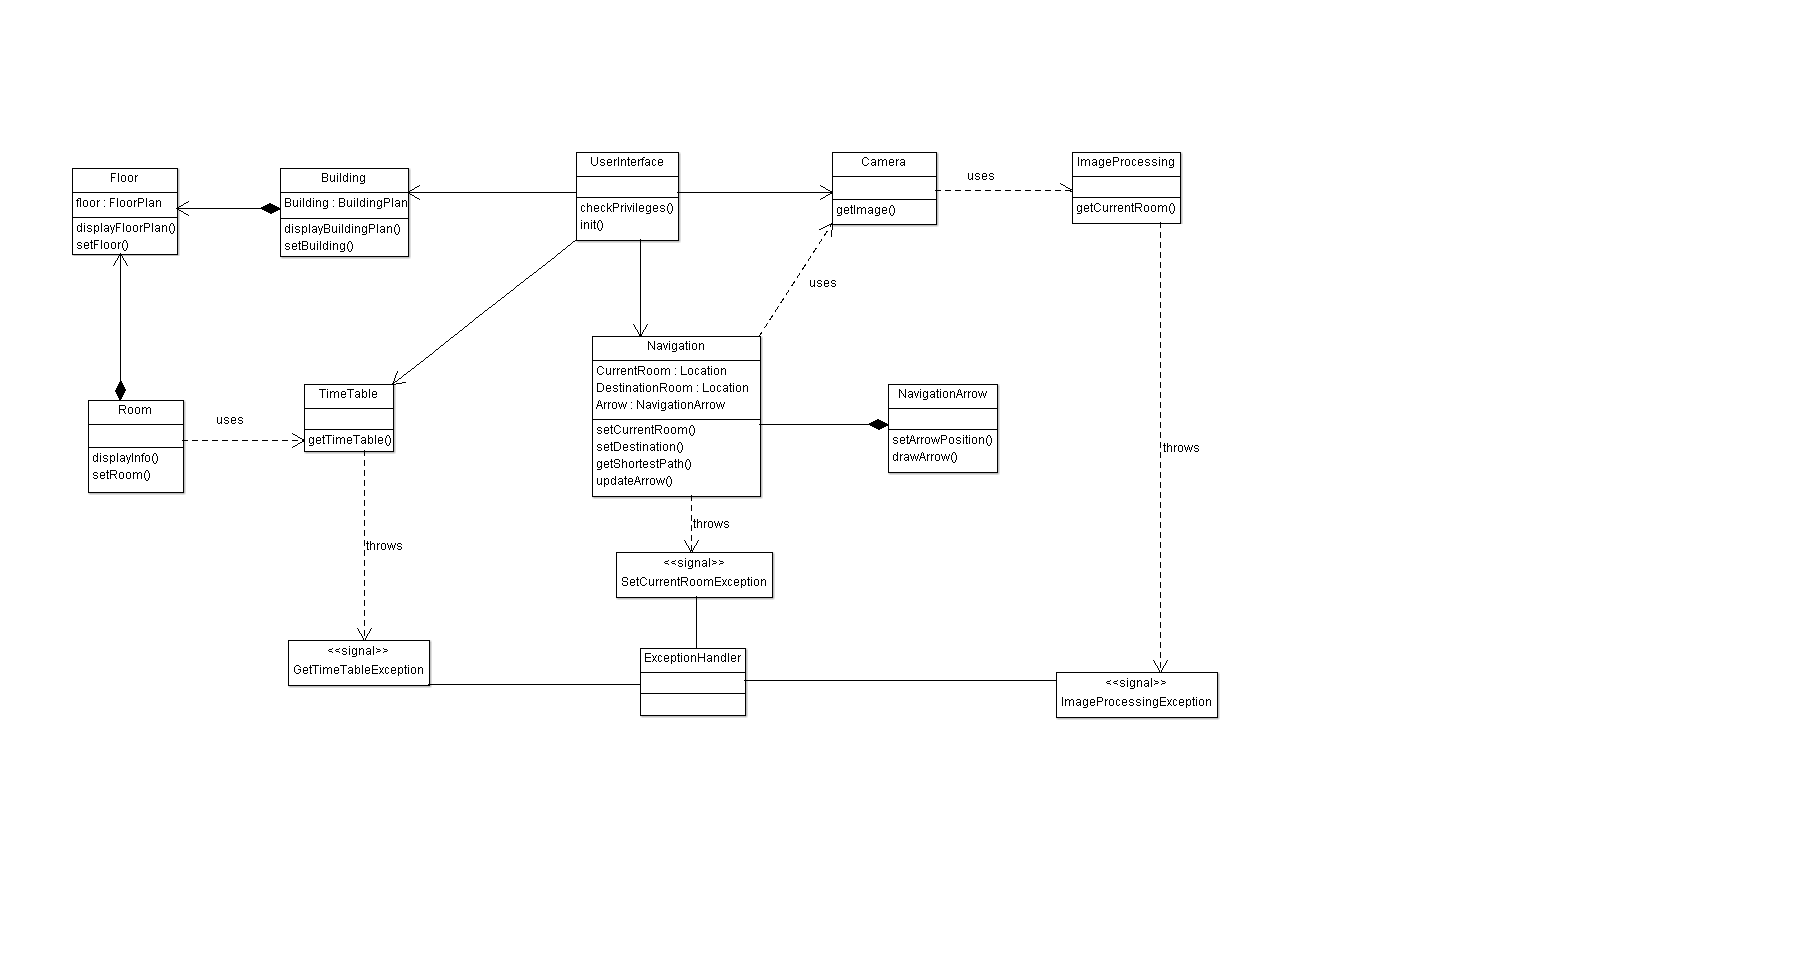 Floor
floor : FloorPlan
displayFloorPlan()
setFloor()
Building
Building : BuildingPlan
displayBuildingPlan()
setBuilding()
UserInterface
checkPrivileges()
init()
Camera
getImage()
uses
ImageProcessing
getCurrentRoom()
uses
Room
displayInfo()
setRoom()
uses
TimeTable
getTimeTable()
Navigation
CurrentRoom : Location
DestinationRoom : Location
Arrow : NavigationArrow
setCurrentRoom()
setDestination()
getShortestPath()
updateArrow()
NavigationArrow
setArrowPosition()
drawArrow()
throws
throws
throws
<<signal>>
SetCurrentRoomException
<<signal>>
GetTimeTableException
ExceptionHandler
<<signal>>
ImageProcessingException